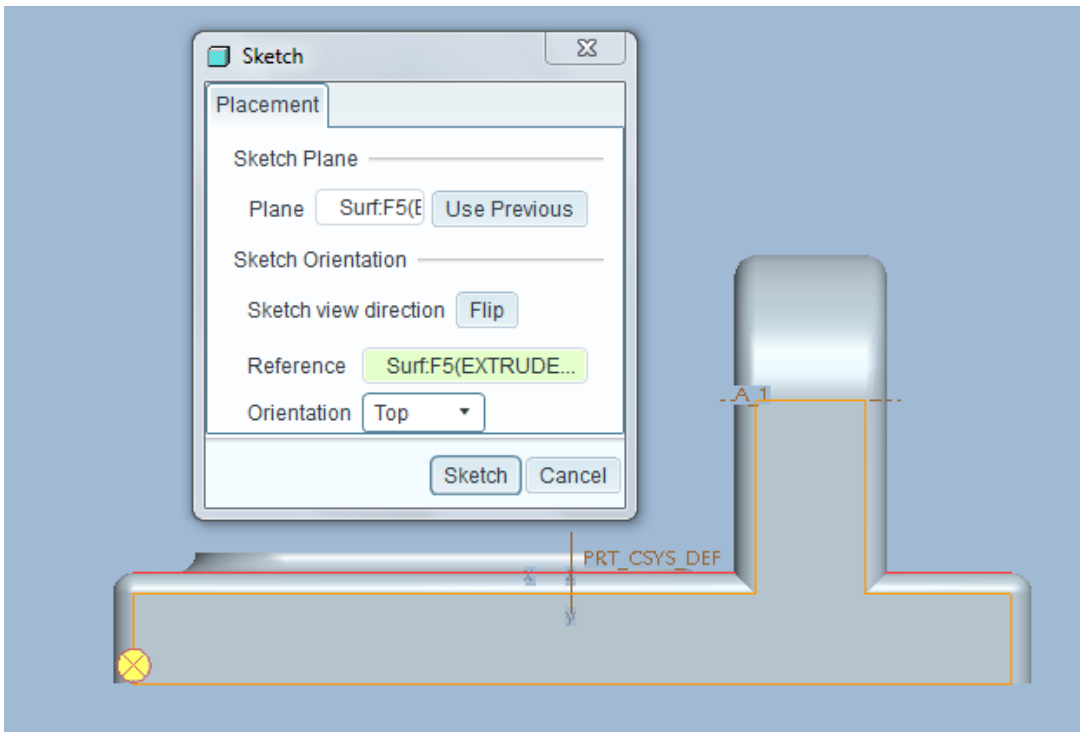 Sketch
Placement
Sketch Plane
Plane Surf:F5(E Use Previous
Sketch Orientation
Sketch view direction Flip
Reference Surf:F5(EXTRUDE...
Orientation Top
Sketch Cancel
A_1
PRT_CSYS_DEF
y